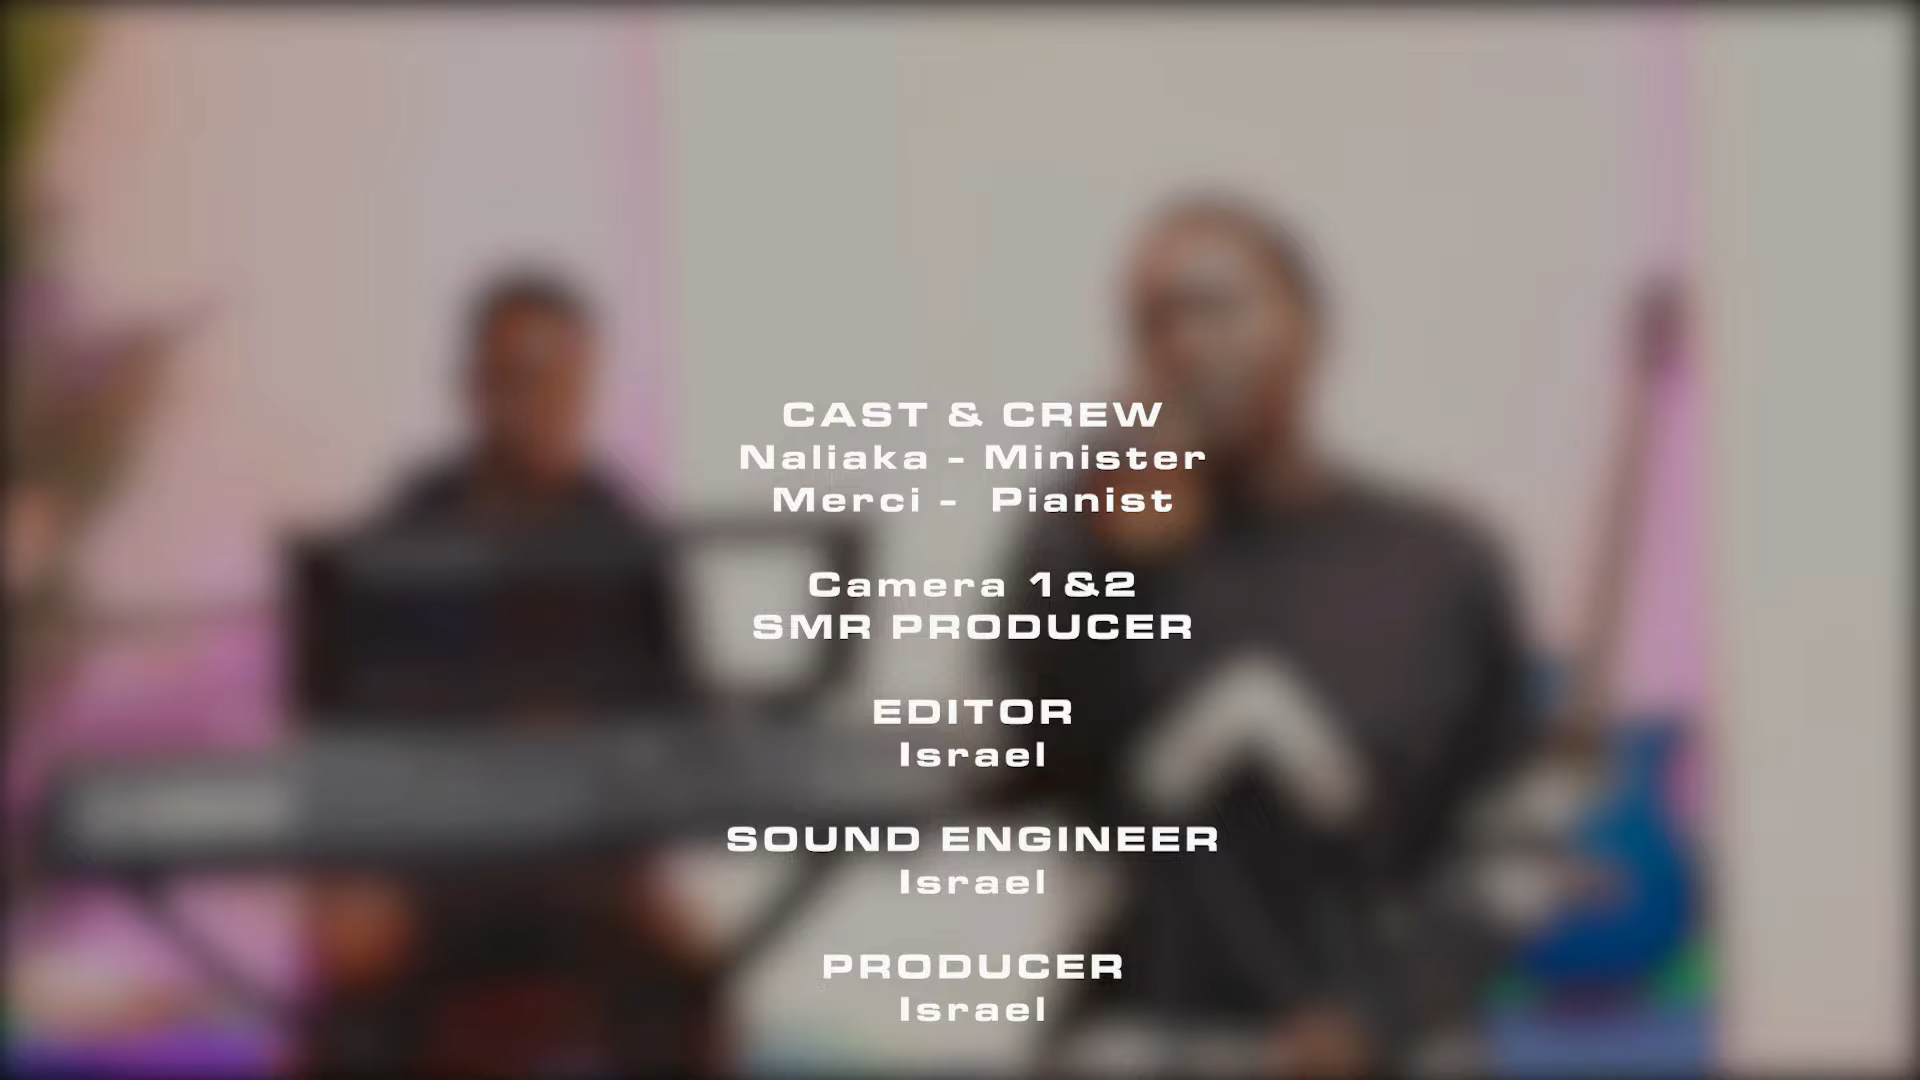 CAST & CREW
Naliaka - Minister
Merci - Pianist
Camera 1&2
SMR PRODUCER
EDITOR
Israel
SOUND ENGINEER
Israel
PRODUCER
Israel